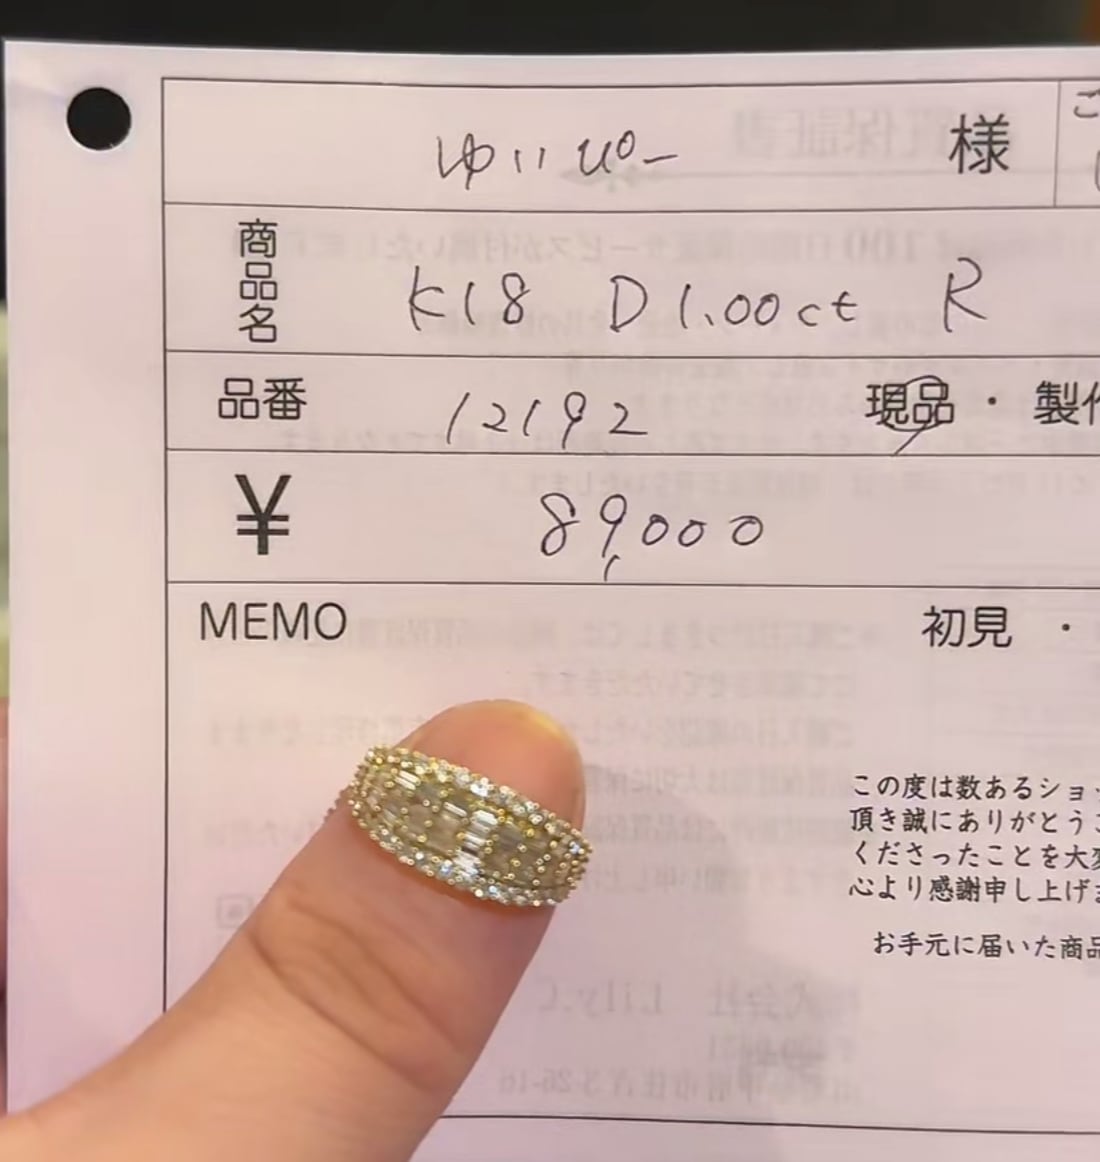 ゆいぴー 様
商品名 K18 D1.00ct R
品番 12192 現品・製作
¥ 89,000
MEMO 初見・
この度は数あるショッ
頂き誠にありがとうご
くださったことを大変
心より感謝申し上げま
お手元に届いた商品